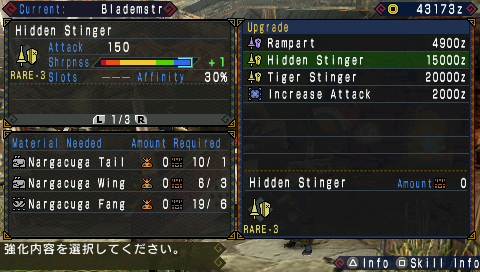 Current: Blademstr
43173z
Hidden Stinger
Attack 150
Shrpnss + 1
RARE-3
Slots --- Affinity 30%
L 1/3 R
Upgrade
Rampart 4900z
Hidden Stinger 15000z
Tiger Stinger 20000z
Increase Attack 2000z
Material Needed Amount Required
Nargacuga Tail 0 10/ 1
Nargacuga Wing 0 6/ 3
Nargacuga Fang 0 19/ 6
Hidden Stinger Amount 0
RARE-3
強化内容を選択してください。
Info Skill Info